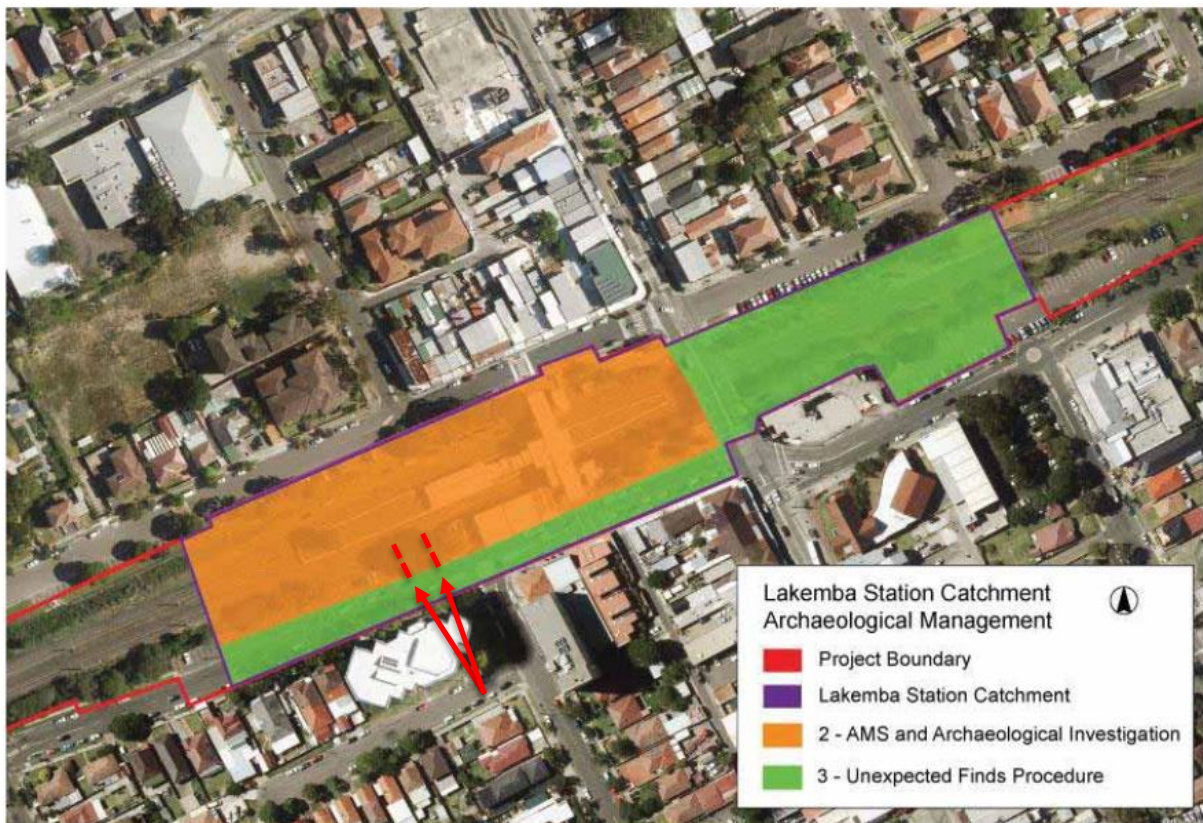 Lakemba Station Catchment
Archaeological Management
Project Boundary
Lakemba Station Catchment
2 - AMS and Archaeological Investigation
3 - Unexpected Finds Procedure